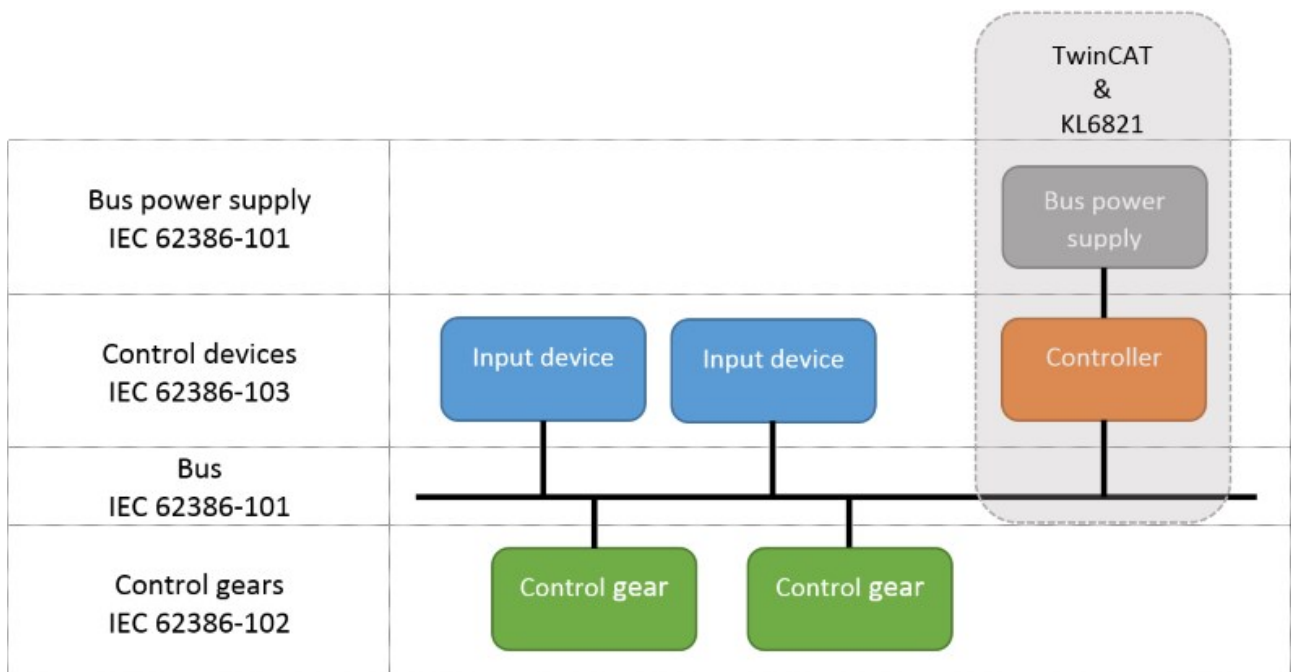 TwinCAT
&
KL6821
Bus power supply
IEC 62386-101
Bus power
supply
Control devices
IEC 62386-103
Input device
Input device
Controller
Bus
IEC 62386-101
Control gears
IEC 62386-102
Control gear
Control gear